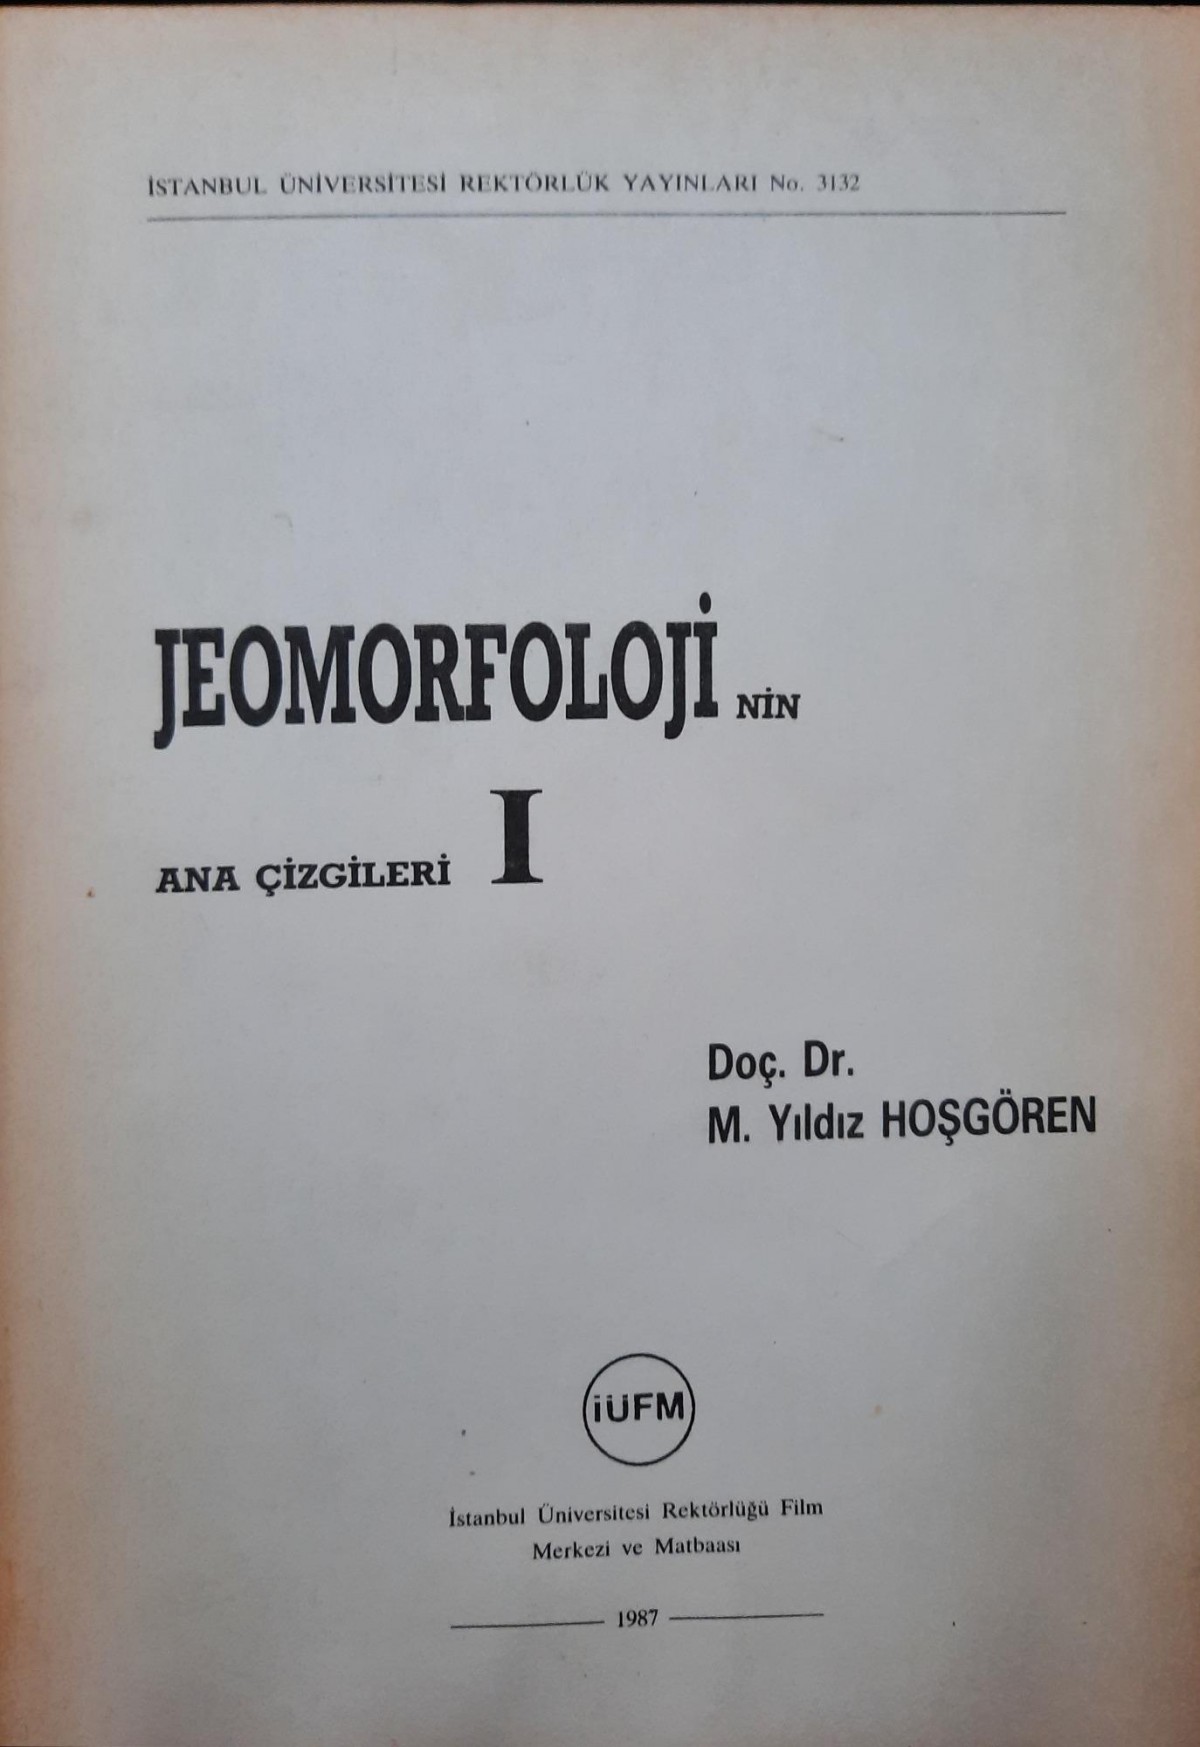 İSTANBUL ÜNİVERSİTESİ REKTÖRLÜK YAYINLARI No. 3132
JEOMORFOLOJİ NİN
ANA ÇİZGİLERİ I
Doç. Dr.
M. Yıldız HOŞGÖREN
İÜFM
İstanbul Üniversitesi Rektörlüğü Film
Merkezi ve Matbaası
1987